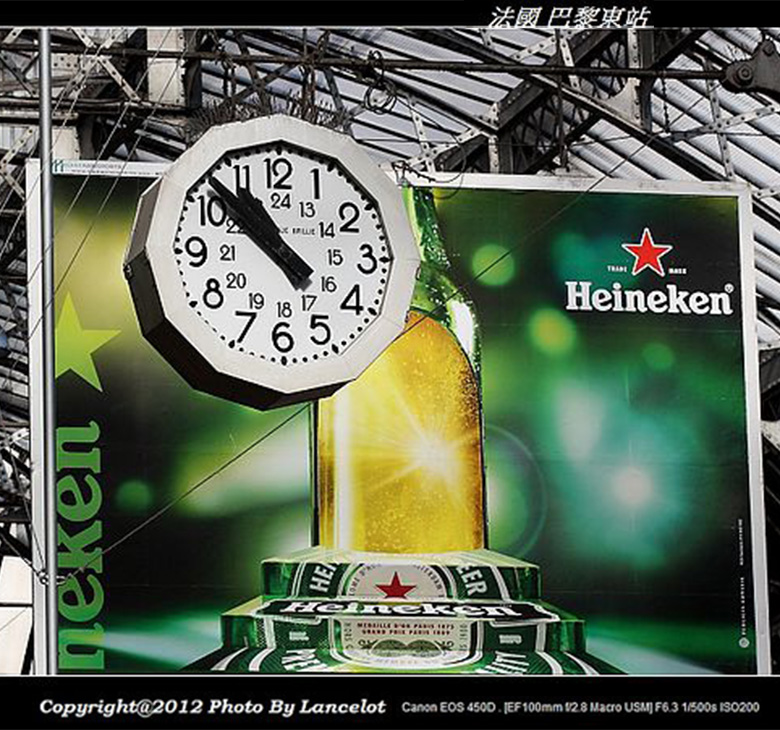 法國 巴黎東站
12
11
1
24
13
10
2
22
14
9
21
15
3
20
16
8
4
19
18
17
7
5
6
TRADE MARK
Heineken®
neken
BEER
Heineken
MEDAILLE D'OR PARIS 1875
GRAND PRIX PARIS 1889
Copyright@2012 Photo By Lancelot
Canon EOS 450D . [EF100mm f/2.8 Macro USM] F6.3 1/500s ISO200